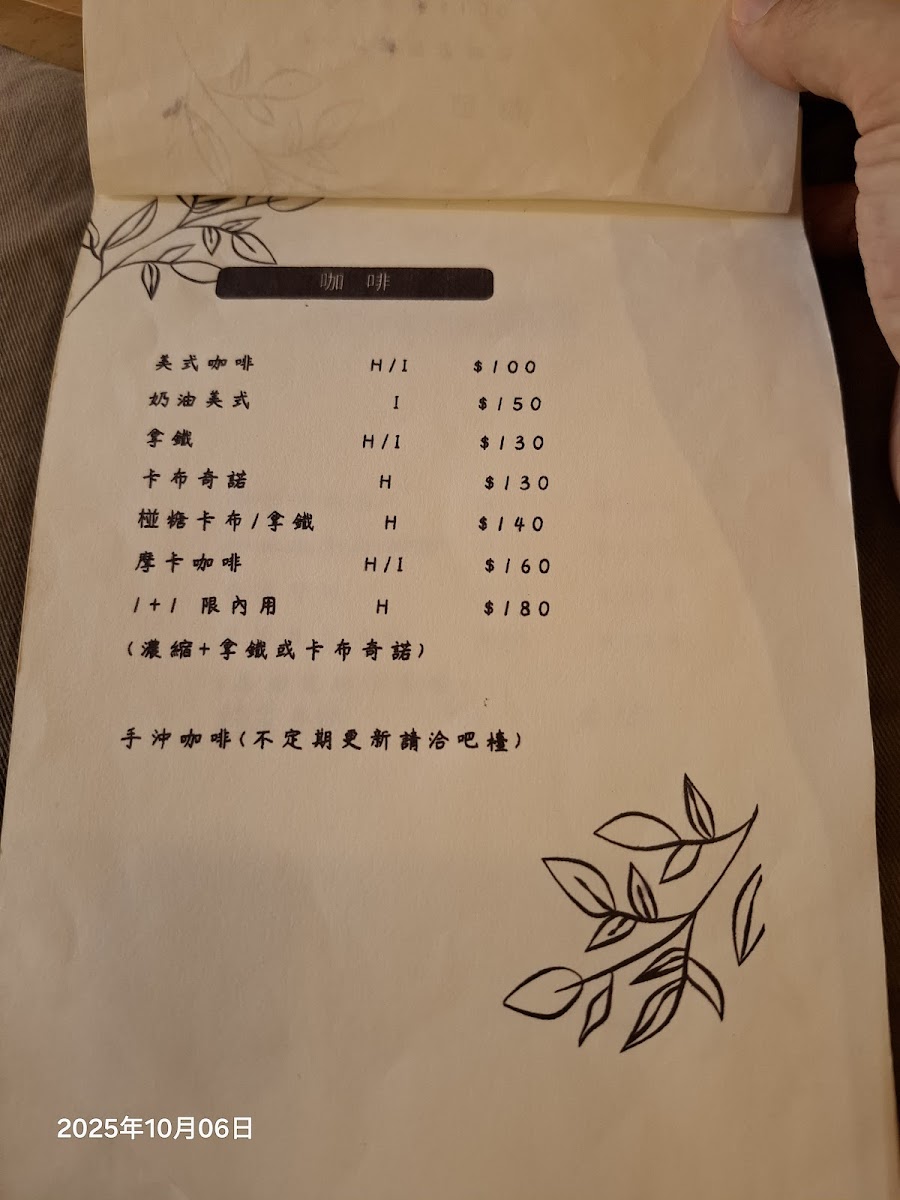 咖啡
美式咖啡 H/I $100
奶油美式 I $150
拿鐵 H/I $130
卡布奇諾 H $130
椪糖卡布/拿鐵 H $140
摩卡咖啡 H/I $160
1+1 限內用 H $180
(濃縮+拿鐵或卡布奇諾)
手沖咖啡(不定期更新請洽吧檯)
2025年10月06日